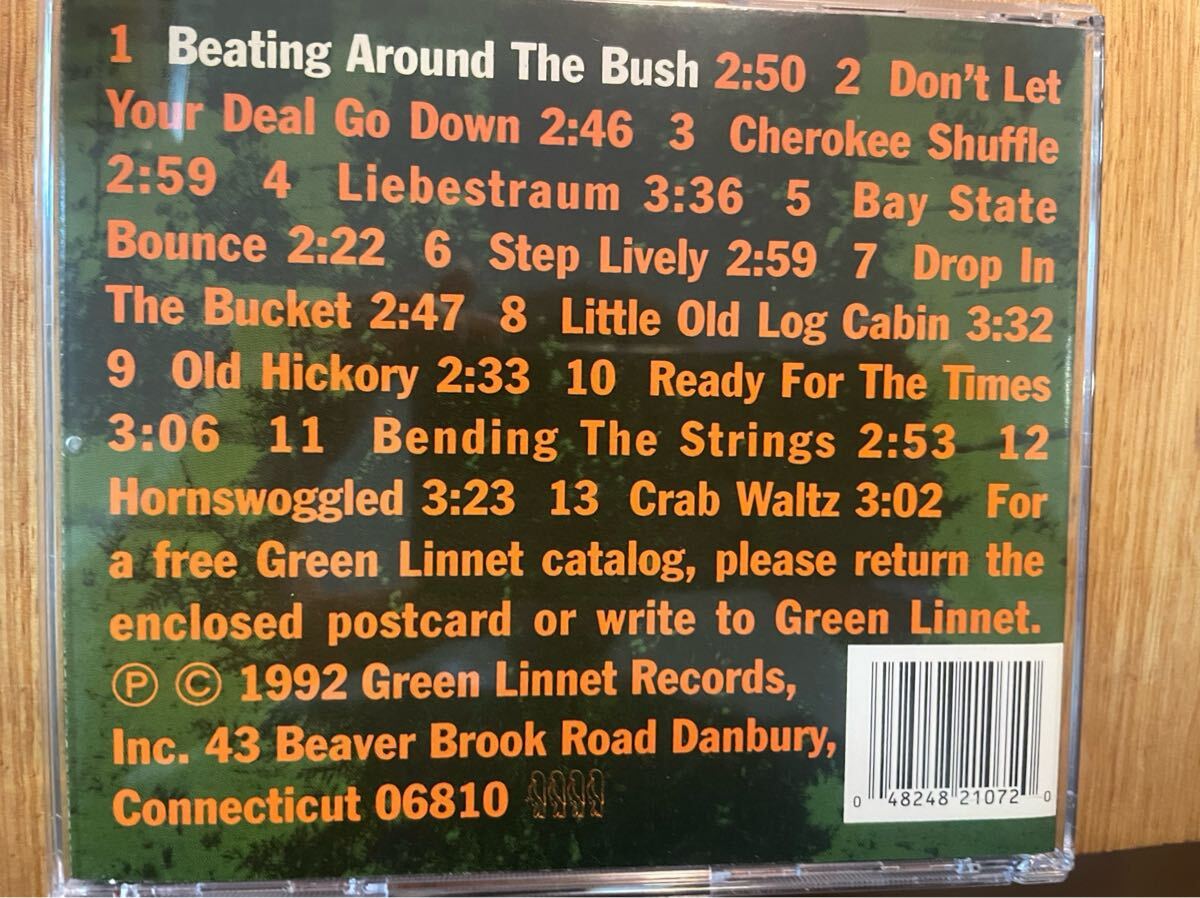 1 Beating Around The Bush 2:50 2 Don't Let
Your Deal Go Down 2:46 3 Cherokee Shuffle
2:59 4 Liebestraum 3:36 5 Bay State
Bounce 2:22 6 Step Lively 2:59 7 Drop In
The Bucket 2:47 8 Little Old Log Cabin 3:32
9 Old Hickory 2:33 10 Ready For The Times
3:06 11 Bending The Strings 2:53 12
Hornswoggled 3:23 13 Crab Waltz 3:02 For
a free Green Linnet catalog, please return the
enclosed postcard or write to Green Linnet.
Ⓟ © 1992 Green Linnet Records,
Inc. 43 Beaver Brook Road Danbury,
Connecticut 06810
0 48248 21072 0